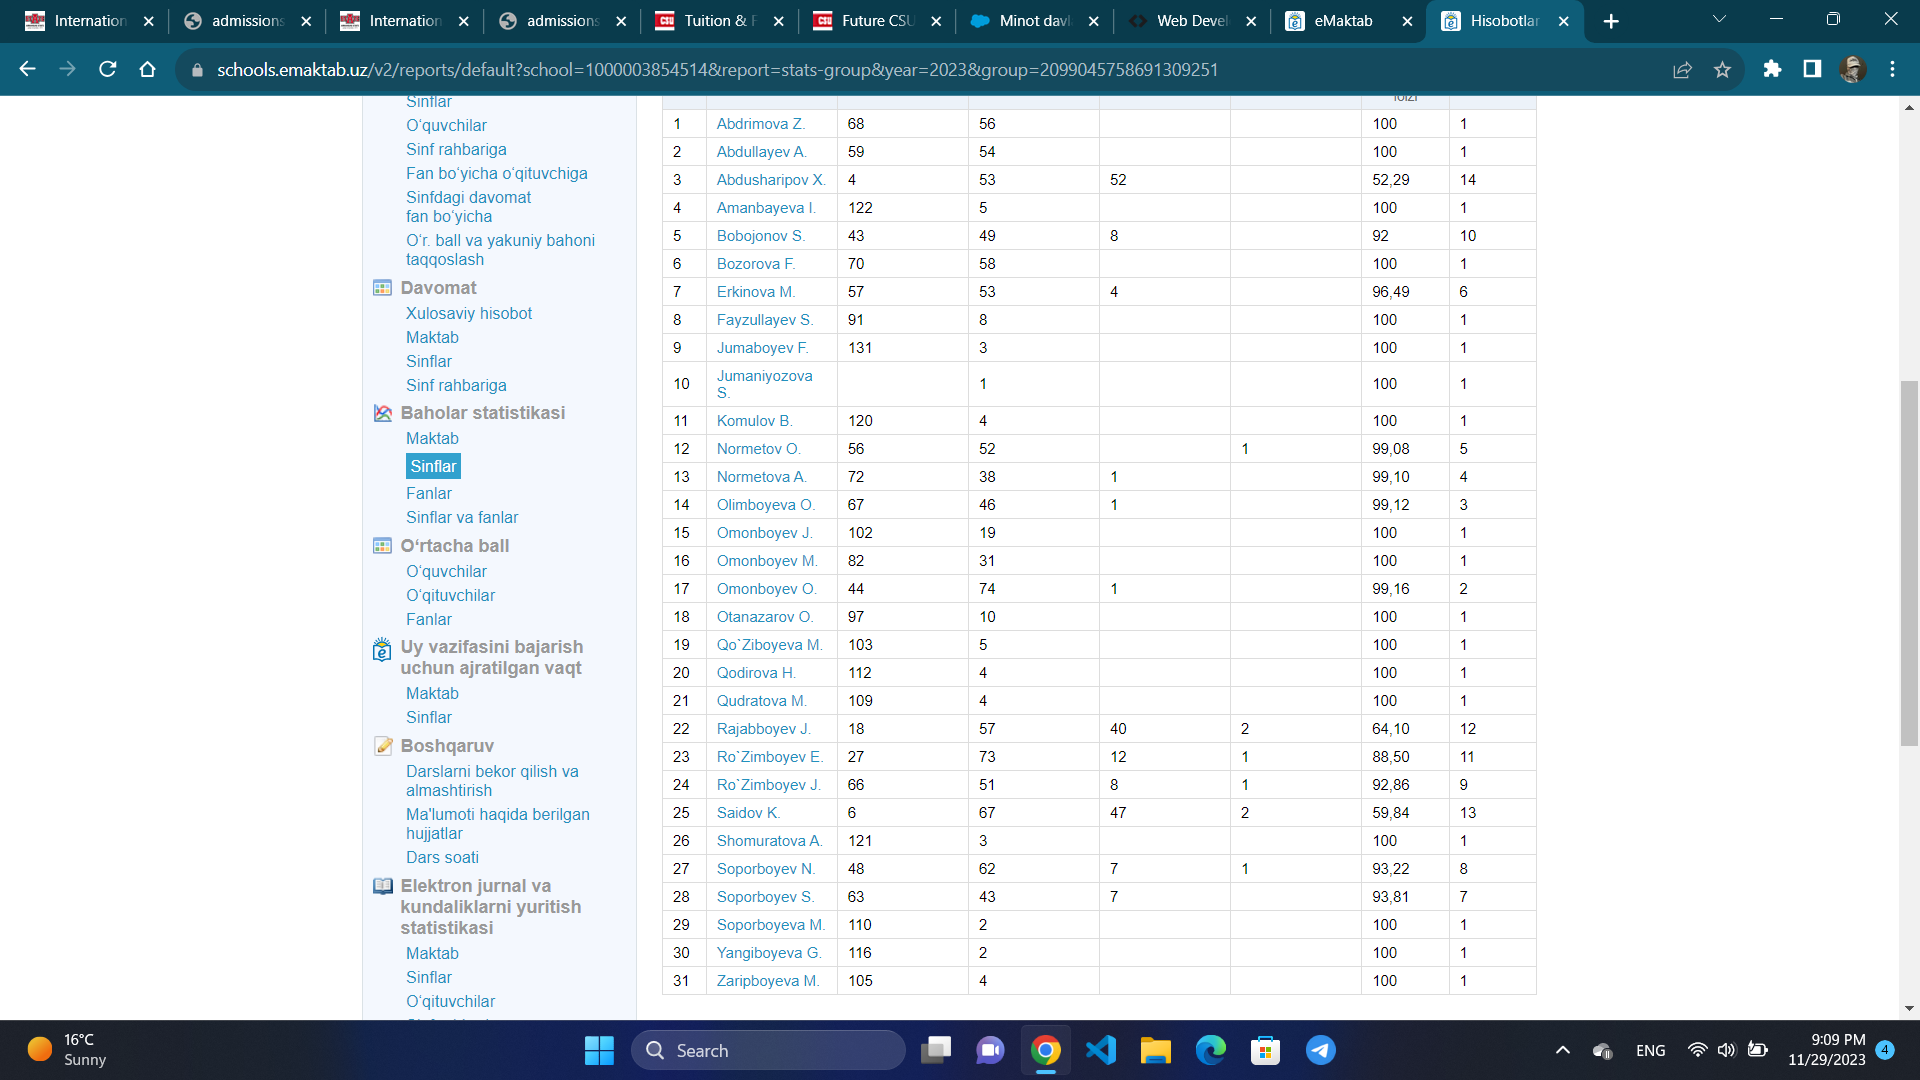 Internation
admissions
Internation
admissions
Tuition & F
Future CSU
Minot davl
Web Devel
eMaktab
Hisobotlar
schools.emaktab.uz/v2/reports/default?school=1000003854514&report=stats-group&year=2023&group=2099045758691309251
Sinflar
Oʻquvchilar
Sinf rahbariga
Fan boʻyicha oʻqituvchiga
Sinfdagi davomat
fan boʻyicha
Oʻr. ball va yakuniy bahoni
taqqoslash
Davomat
Xulosaviy hisobot
Maktab
Sinflar
Sinf rahbariga
Baholar statistikasi
Maktab
Sinflar
Fanlar
Sinflar va fanlar
Oʻrtacha ball
Oʻquvchilar
Oʻqituvchilar
Fanlar
Uy vazifasini bajarish
uchun ajratilgan vaqt
Maktab
Sinflar
Boshqaruv
Darslarni bekor qilish va
almashtirish
Ma'lumoti haqida berilgan
hujjatlar
Dars soati
Elektron jurnal va
kundaliklarni yuritish
statistikasi
Maktab
Sinflar
Oʻqituvchilar
foizi
1 Abdrimova Z. 68 56 100 1
2 Abdullayev A. 59 54 100 1
3 Abdusharipov X. 4 53 52 52,29 14
4 Amanbayeva I. 122 5 100 1
5 Bobojonov S. 43 49 8 92 10
6 Bozorova F. 70 58 100 1
7 Erkinova M. 57 53 4 96,49 6
8 Fayzullayev S. 91 8 100 1
9 Jumaboyev F. 131 3 100 1
10 Jumaniyozova
S. 1 100 1
11 Komulov B. 120 4 100 1
12 Normetov O. 56 52 1 99,08 5
13 Normetova A. 72 38 1 99,10 4
14 Olimboyeva O. 67 46 1 99,12 3
15 Omonboyev J. 102 19 100 1
16 Omonboyev M. 82 31 100 1
17 Omonboyev O. 44 74 1 99,16 2
18 Otanazarov O. 97 10 100 1
19 Qo`Ziboyeva M. 103 5 100 1
20 Qodirova H. 112 4 100 1
21 Qudratova M. 109 4 100 1
22 Rajabboyev J. 18 57 40 2 64,10 12
23 Ro`Zimboyev E. 27 73 12 1 88,50 11
24 Ro`Zimboyev J. 66 51 8 1 92,86 9
25 Saidov K. 6 67 47 2 59,84 13
26 Shomuratova A. 121 3 100 1
27 Soporboyev N. 48 62 7 1 93,22 8
28 Soporboyev S. 63 43 7 93,81 7
29 Soporboyeva M. 110 2 100 1
30 Yangiboyeva G. 116 2 100 1
31 Zaripboyeva M. 105 4 100 1
16°C
Sunny
Search
ENG
9:09 PM
11/29/2023
4